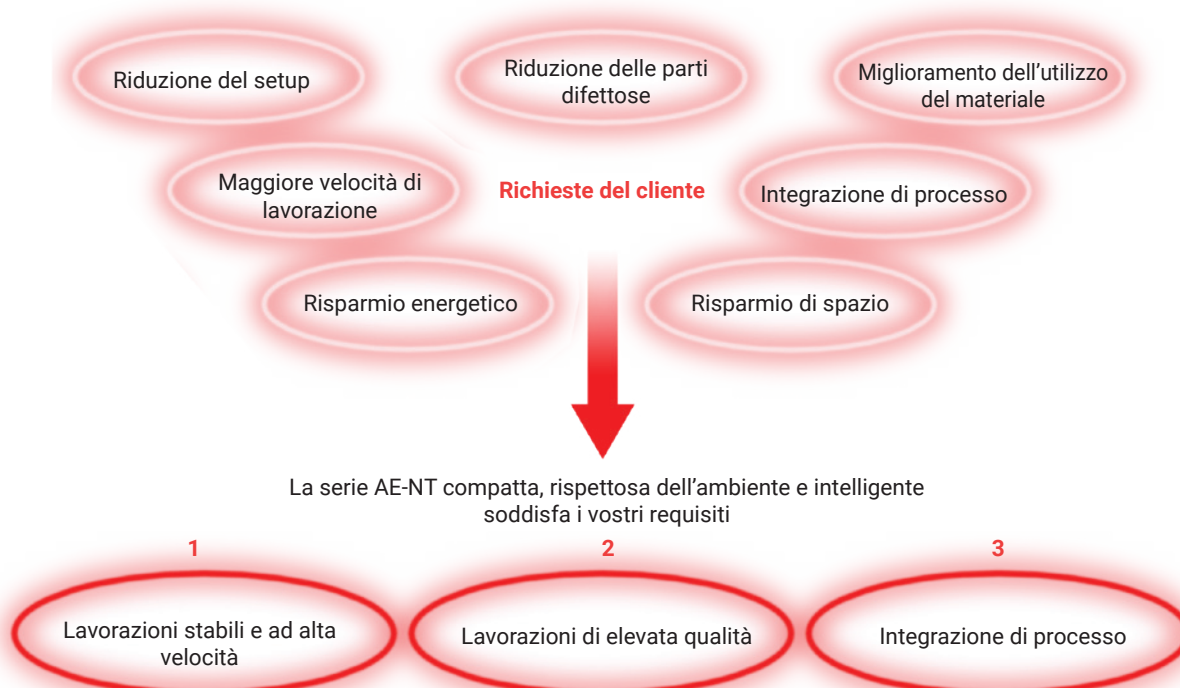 Riduzione del setup
Riduzione delle parti
difettose
Miglioramento dell'utilizzo
del materiale
Maggiore velocità di
lavorazione
Richieste del cliente
Integrazione di processo
Risparmio energetico
Risparmio di spazio
La serie AE-NT compatta, rispettosa dell'ambiente e intelligente
soddisfa i vostri requisiti
1
2
3
Lavorazioni stabili e ad alta
velocità
Lavorazioni di elevata qualità
Integrazione di processo